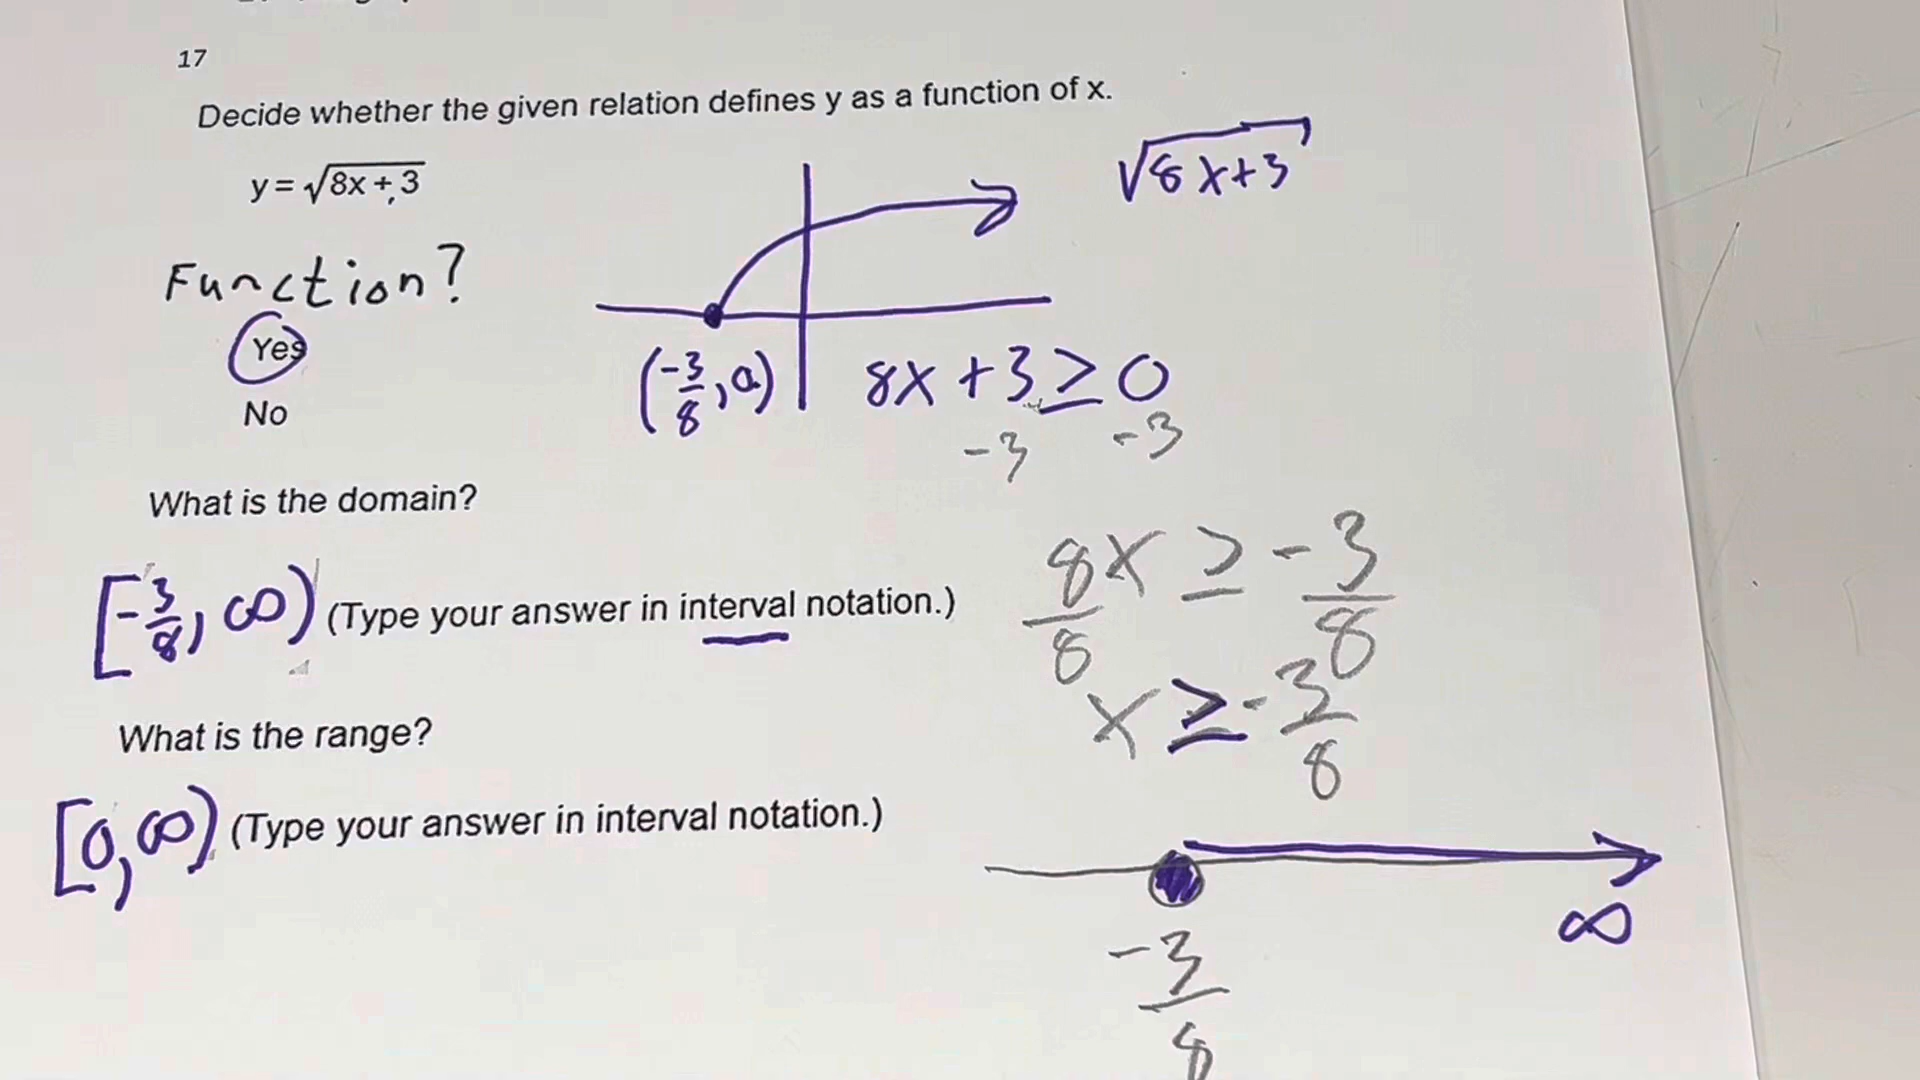 17
Decide whether the given relation defines y as a function of x.
y = √8x + 3
√8x+3
Function?
Yes
No
(-3/8, 0)
8x + 3 ≥ 0
-3 -3
What is the domain?
8x/8 ≥ -3/8
[-3/8, ∞) (Type your answer in interval notation.)
x ≥ -3/8
What is the range?
[0, ∞) (Type your answer in interval notation.)
∞
-3/8